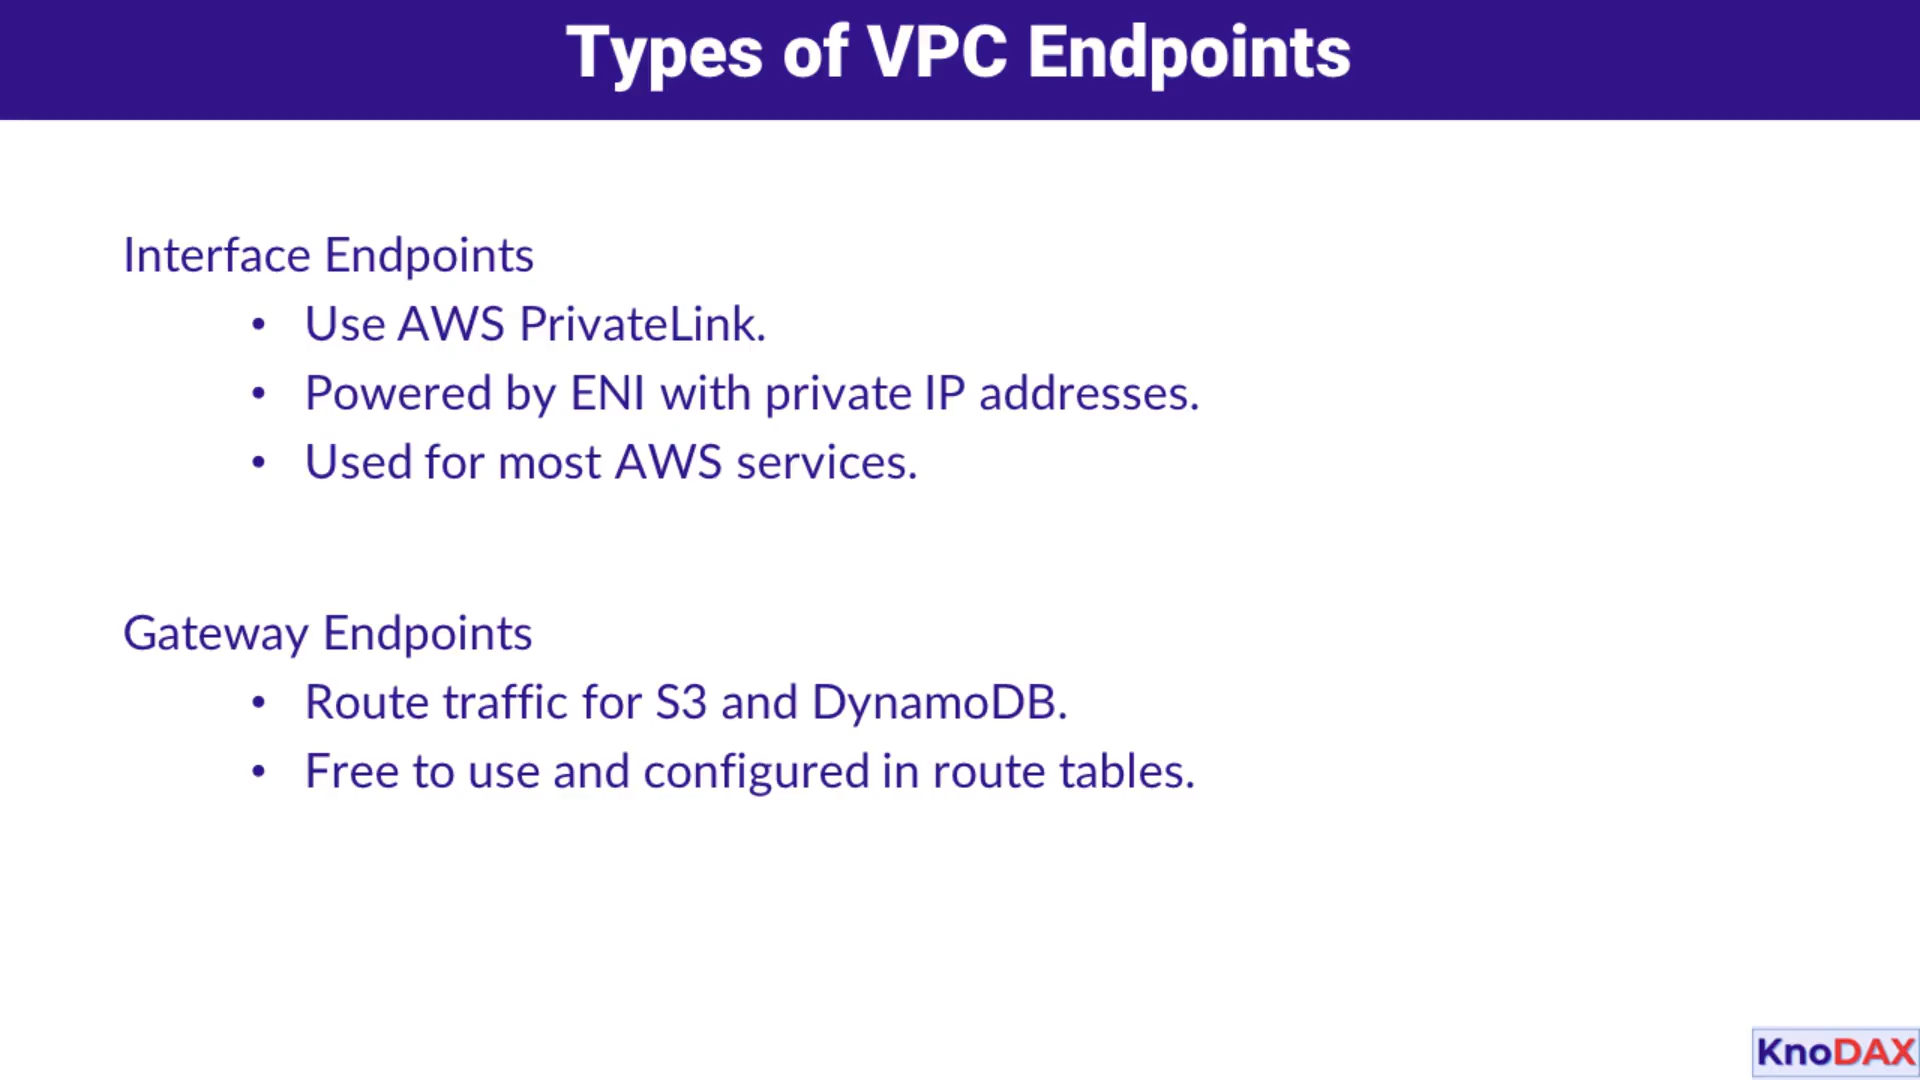 Types of VPC Endpoints
Interface Endpoints
• Use AWS PrivateLink.
• Powered by ENI with private IP addresses.
• Used for most AWS services.
Gateway Endpoints
• Route traffic for S3 and DynamoDB.
• Free to use and configured in route tables.
KnoDAX